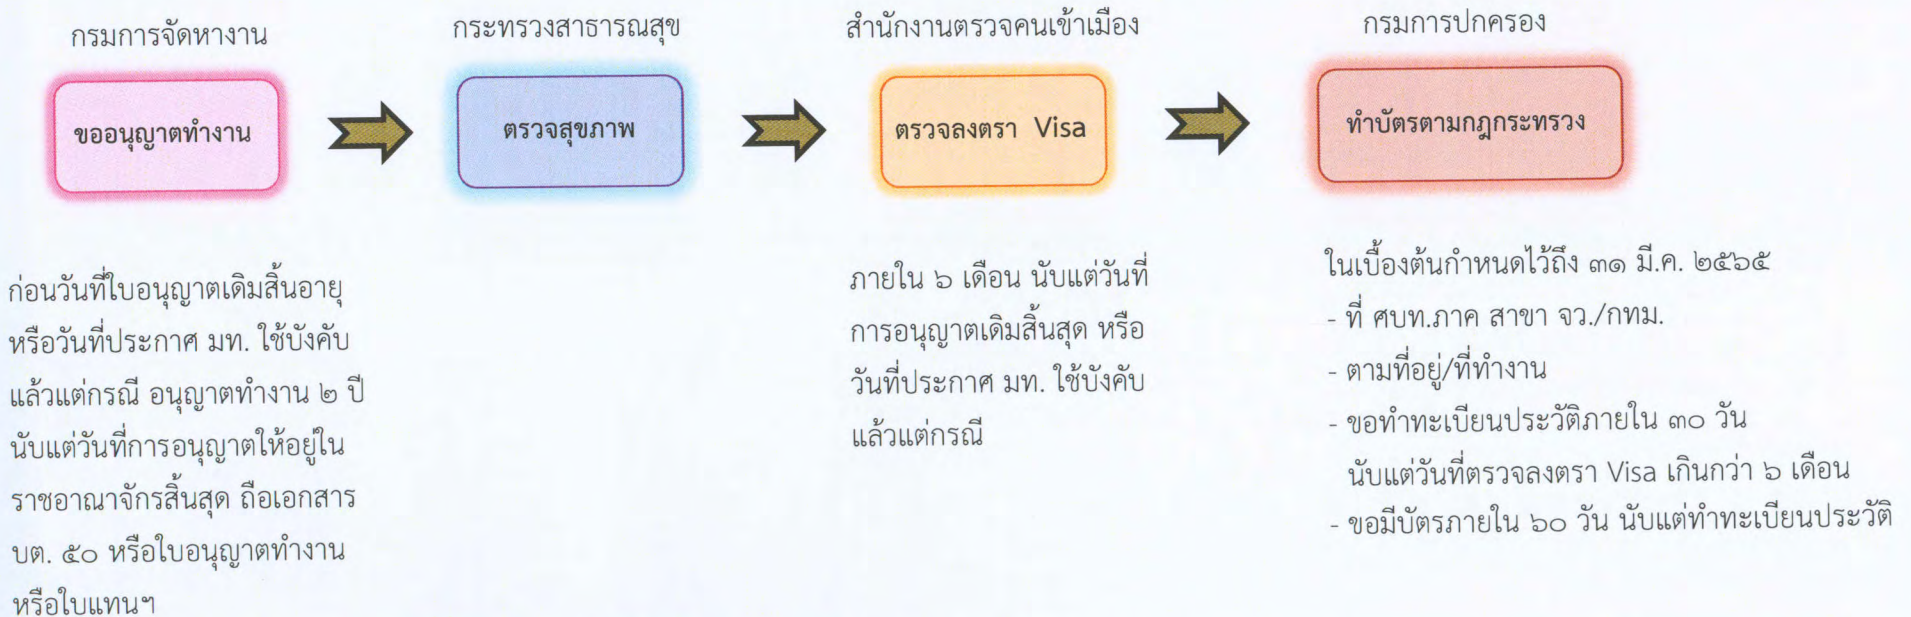 กรมการจัดหางาน
ขออนุญาตทำงาน
ก่อนวันที่ใบอนุญาตเดิมสิ้นอายุ
หรือวันที่ประกาศ มท. ใช้บังคับ
แล้วแต่กรณี อนุญาตทำงาน ๒ ปี
นับแต่วันที่การอนุญาตให้อยู่ใน
ราชอาณาจักรสิ้นสุด ถือเอกสาร
บต. ๕๐ หรือใบอนุญาตทำงาน
หรือใบแทนฯ
กระทรวงสาธารณสุข
ตรวจสุขภาพ
สำนักงานตรวจคนเข้าเมือง
ตรวจลงตรา Visa
ภายใน ๖ เดือน นับแต่วันที่
การอนุญาตเดิมสิ้นสุด หรือ
วันที่ประกาศ มท. ใช้บังคับ
แล้วแต่กรณี
กรมการปกครอง
ทำบัตรตามกฎกระทรวง
ในเบื้องต้นกำหนดไว้ถึง ๓๑ มี.ค. ๒๕๖๕
- ที่ ศบท.ภาค สาขา จว./กทม.
- ตามที่อยู่/ที่ทำงาน
- ขอทำทะเบียนประวัติภายใน ๓๐ วัน
นับแต่วันที่ตรวจลงตรา Visa เกินกว่า ๖ เดือน
- ขอมีบัตรภายใน ๖๐ วัน นับแต่ทำทะเบียนประวัติ